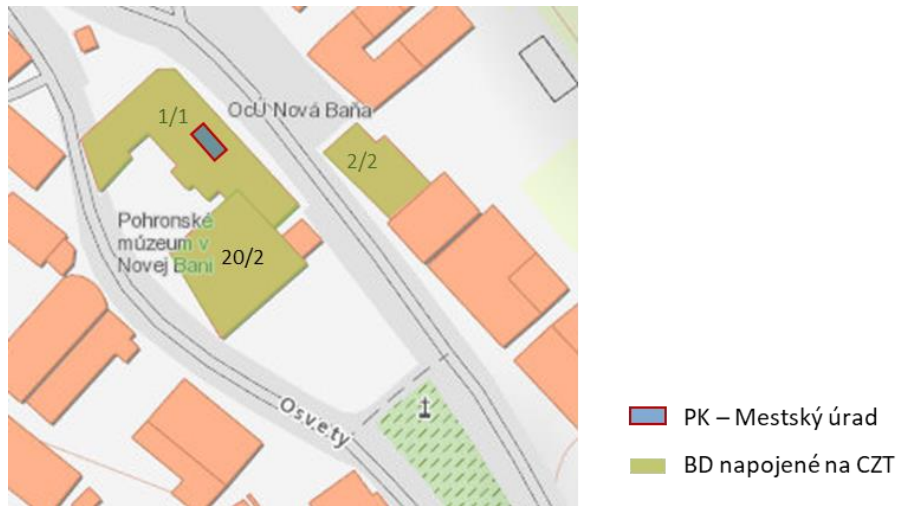 1/1
OcÚ Nová Baňa
2/2
Pohronské
múzeum v
Novej Bani
20/2
Osvety
PK – Mestský úrad
BD napojené na CZT